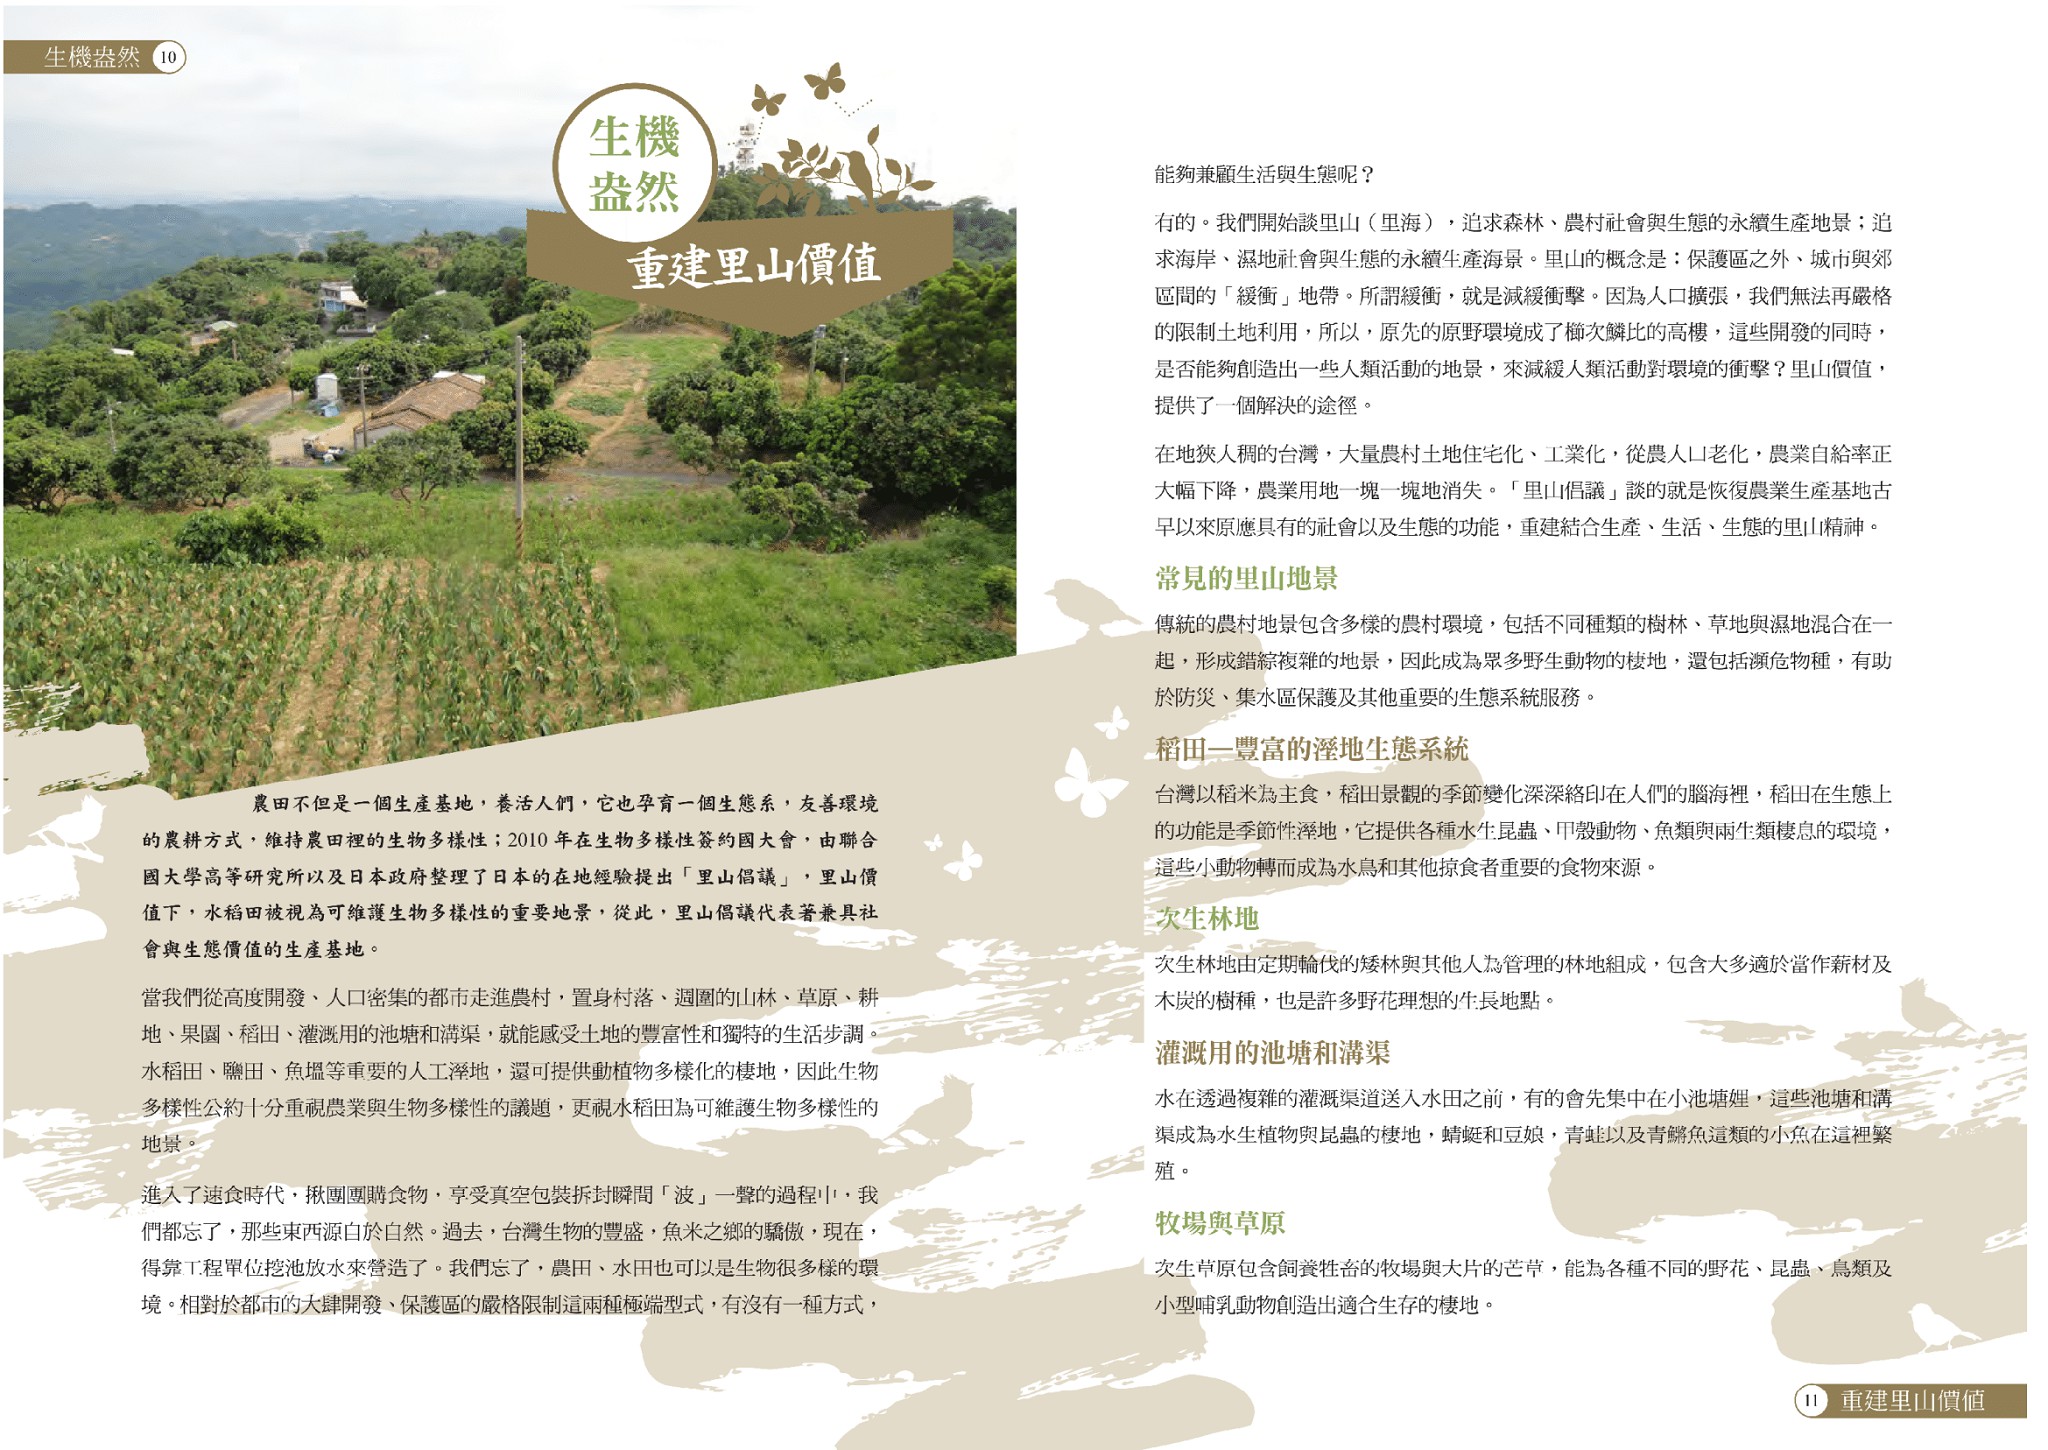 生機盎然 10
生機
盎然
重建里山價值
農田不但是一個生產基地，養活人們，它也孕育一個生態系，友善環境
的農耕方式，維持農田裡的生物多樣性；2010 年在生物多樣性簽約國大會，由聯合
國大學高等研究所以及日本政府整理了日本的在地經驗提出「里山倡議」，里山價
值下，水稻田被視為可維護生物多樣性的重要地景，從此，里山倡議代表著兼具社
會與生態價值的生產基地。
當我們從高度開發、人口密集的都市走進農村，置身村落、週圍的山林、草原、耕
地、果園、稻田、灌溉用的池塘和溝渠，就能感受土地的豐富性和獨特的生活步調。
水稻田、鹽田、魚塭等重要的人工溼地，還可提供動植物多樣化的棲地，因此生物
多樣性公約十分重視農業與生物多樣性的議題，更視水稻田為可維護生物多樣性的
地景。
進入了速食時代，揪團團購食物，享受真空包裝拆封瞬間「波」一聲的過程中，我
們都忘了，那些東西源自於自然。過去，台灣生物的豐盛，魚米之鄉的驕傲，現在，
得靠工程單位挖池放水來營造了。我們忘了，農田、水田也可以是生物很多樣的環
境。相對於都市的大肆開發、保護區的嚴格限制這兩種極端型式，有沒有一種方式，
能夠兼顧生活與生態呢？
有的。我們開始談里山（里海），追求森林、農村社會與生態的永續生產地景；追
求海岸、濕地社會與生態的永續生產海景。里山的概念是：保護區之外、城市與郊
區間的「緩衝」地帶。所謂緩衝，就是減緩衝擊。因為人口擴張，我們無法再嚴格
的限制土地利用，所以，原先的原野環境成了櫛次鱗比的高樓，這些開發的同時，
是否能夠創造出一些人類活動的地景，來減緩人類活動對環境的衝擊？里山價值，
提供了一個解決的途徑。
在地狹人稠的台灣，大量農村土地住宅化、工業化，從農人口老化，農業自給率正
大幅下降，農業用地一塊一塊地消失。「里山倡議」談的就是恢復農業生產基地古
早以來原應具有的社會以及生態的功能，重建結合生產、生活、生態的里山精神。
常見的里山地景
傳統的農村地景包含多樣的農村環境，包括不同種類的樹林、草地與濕地混合在一
起，形成錯綜複雜的地景，因此成為眾多野生動物的棲地，還包括瀕危物種，有助
於防災、集水區保護及其他重要的生態系統服務。
稻田—豐富的溼地生態系統
台灣以稻米為主食，稻田景觀的季節變化深深絡印在人們的腦海裡，稻田在生態上
的功能是季節性溼地，它提供各種水生昆蟲、甲殼動物、魚類與兩生類棲息的環境，
這些小動物轉而成為水鳥和其他掠食者重要的食物來源。
次生林地
次生林地由定期輪伐的矮林與其他人為管理的林地組成，包含大多適於當作薪材及
木炭的樹種，也是許多野花理想的生長地點。
灌溉用的池塘和溝渠
水在透過複雜的灌溉渠道送入水田之前，有的會先集中在小池塘娌，這些池塘和溝
渠成為水生植物與昆蟲的棲地，蜻蜓和豆娘，青蛙以及青鱂魚這類的小魚在這裡繁
殖。
牧場與草原
次生草原包含飼養牲畜的牧場與大片的芒草，能為各種不同的野花、昆蟲、鳥類及
小型哺乳動物創造出適合生存的棲地。
11 重建里山價值